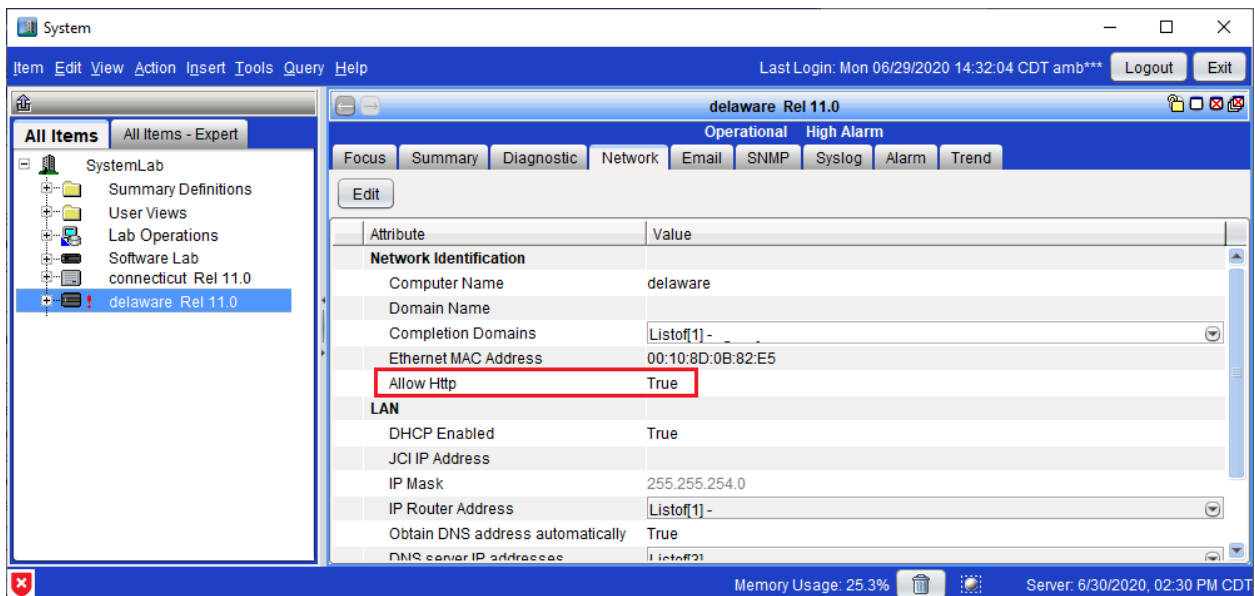 System
Item Edit View Action Insert Tools Query Help Last Login: Mon 06/29/2020 14:32:04 CDT amb*** Logout Exit
delaware Rel 11.0
Operational High Alarm
All Items All Items - Expert
SystemLab
Summary Definitions
User Views
Lab Operations
Software Lab
connecticut Rel 11.0
! delaware Rel 11.0
Focus Summary Diagnostic Network Email SNMP Syslog Alarm Trend
Edit
Attribute Value
Network Identification
Computer Name delaware
Domain Name
Completion Domains Listof[1] -
Ethernet MAC Address 00:10:8D:0B:82:E5
Allow Http True
LAN
DHCP Enabled True
JCI IP Address
IP Mask 255.255.254.0
IP Router Address Listof[1] -
Obtain DNS address automatically True
DNS server IP addresses
Memory Usage: 25.3% Server: 6/30/2020, 02:30 PM CDT